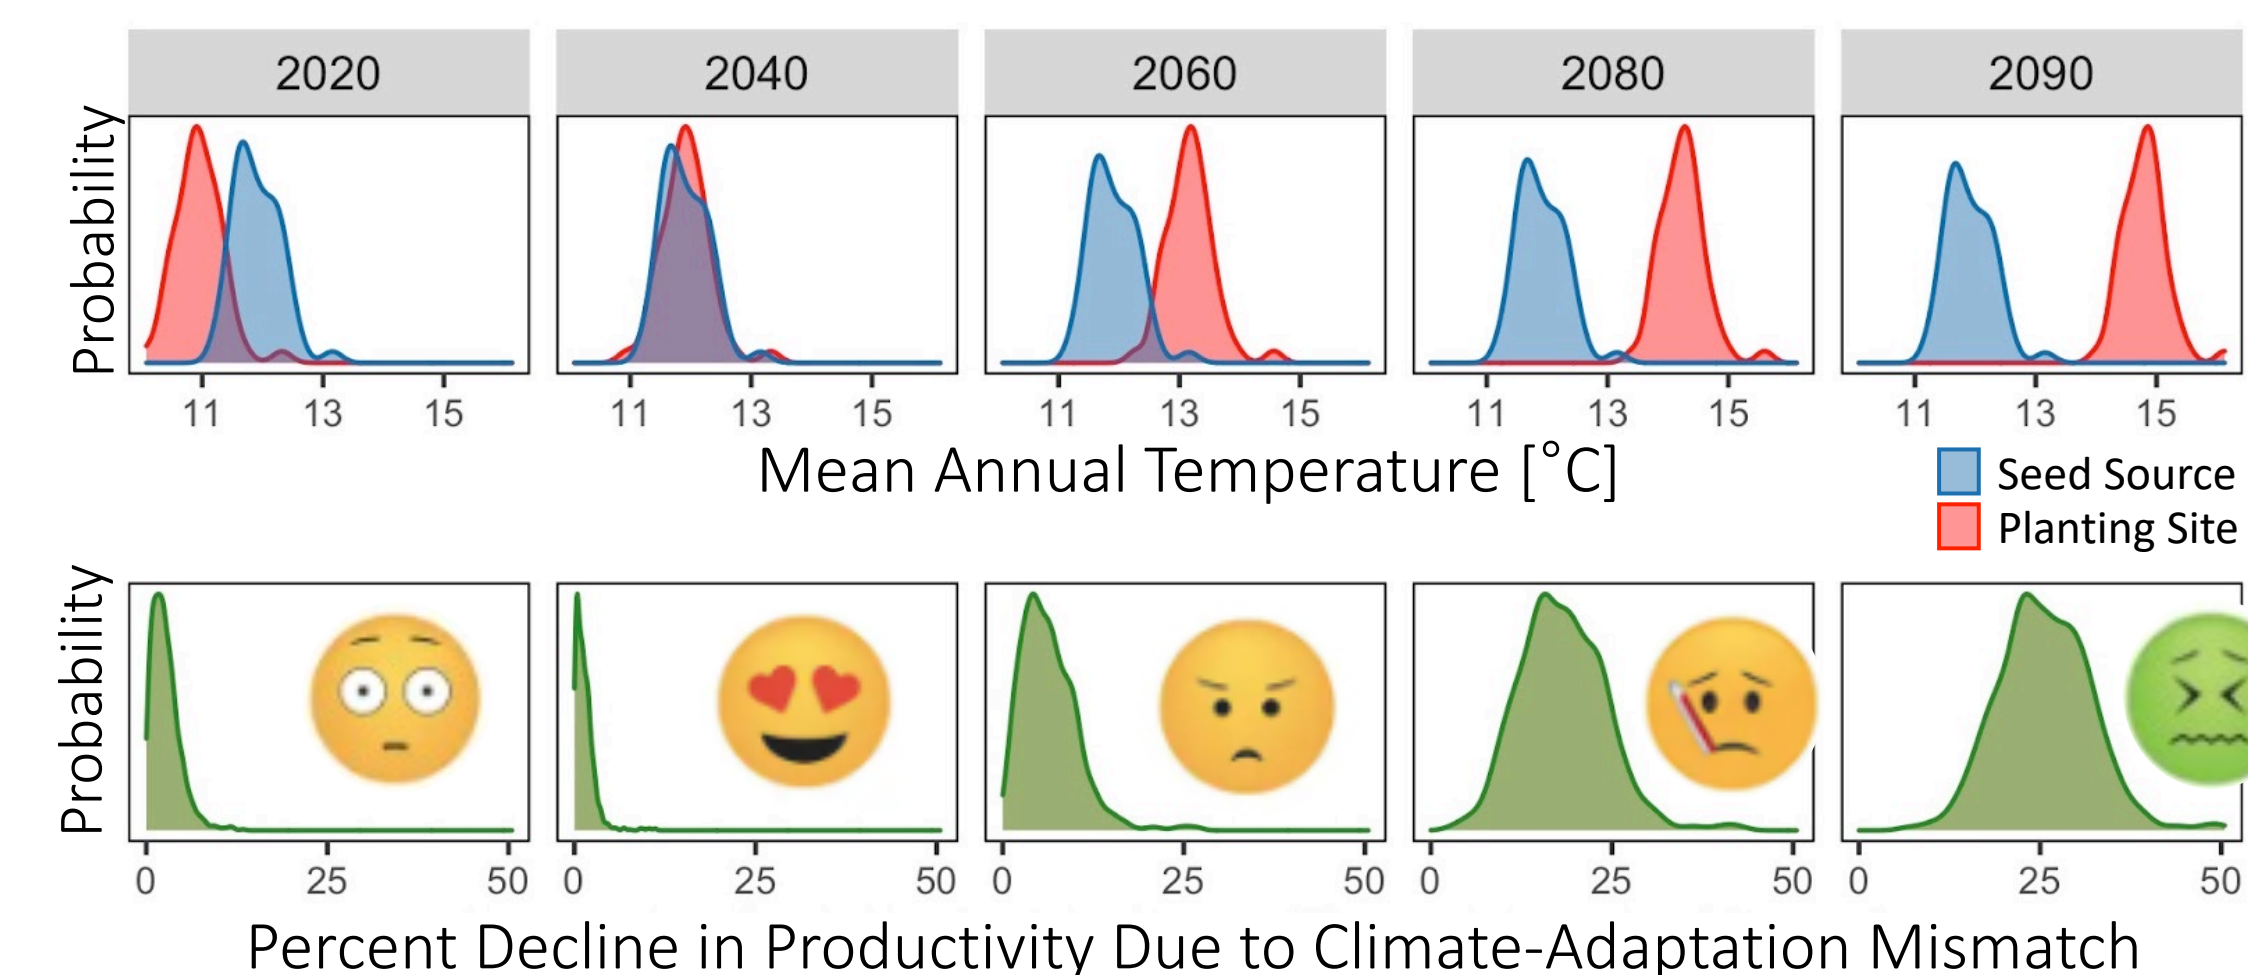 2020 2040 2060 2080 2090
Probability
11 13 15 11 13 15 11 13 15 11 13 15 11 13 15
Mean Annual Temperature [°C]
Seed Source
Planting Site
Probability
0 25 50 0 25 50 0 25 50 0 25 50 0 25 50
Percent Decline in Productivity Due to Climate-Adaptation Mismatch